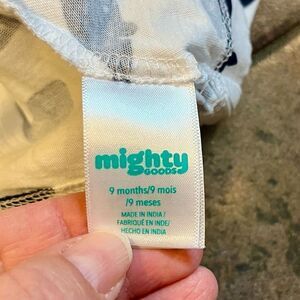 mighty
GOODS
9 months/9 mois
/9 meses
MADE IN INDIA/
FABRIQUÉ EN INDE/
HECHO EN INDIA